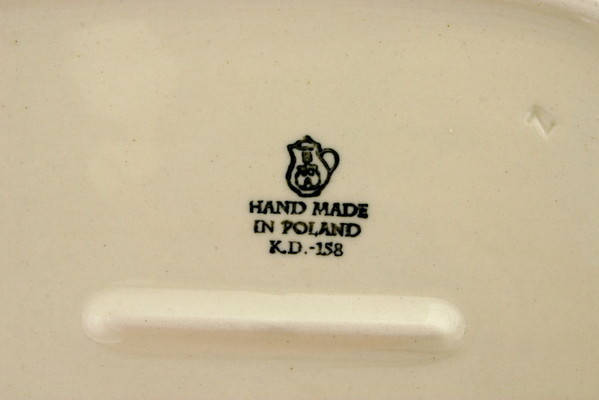 HAND MADE
IN POLAND
K.D.-158
Z